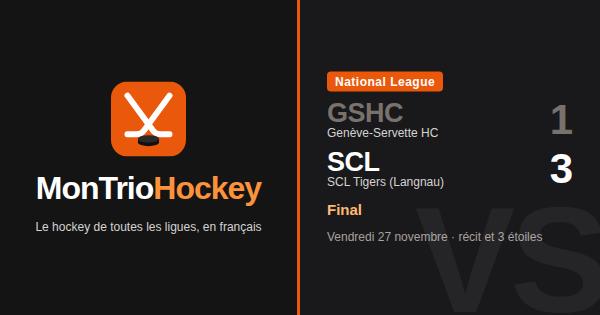 MonTrioHockey
Le hockey de toutes les ligues, en français
National League
GSHC 1
Genève-Servette HC
SCL 3
SCL Tigers (Langnau)
Final
Vendredi 27 novembre · récit et 3 étoiles
VS